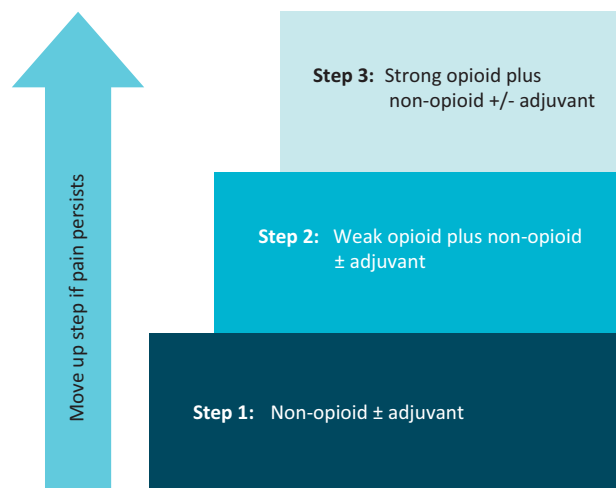 Step 3: Strong opioid plus
non-opioid +/- adjuvant
Step 2: Weak opioid plus non-opioid
± adjuvant
Step 1: Non-opioid ± adjuvant
Move up step if pain persists